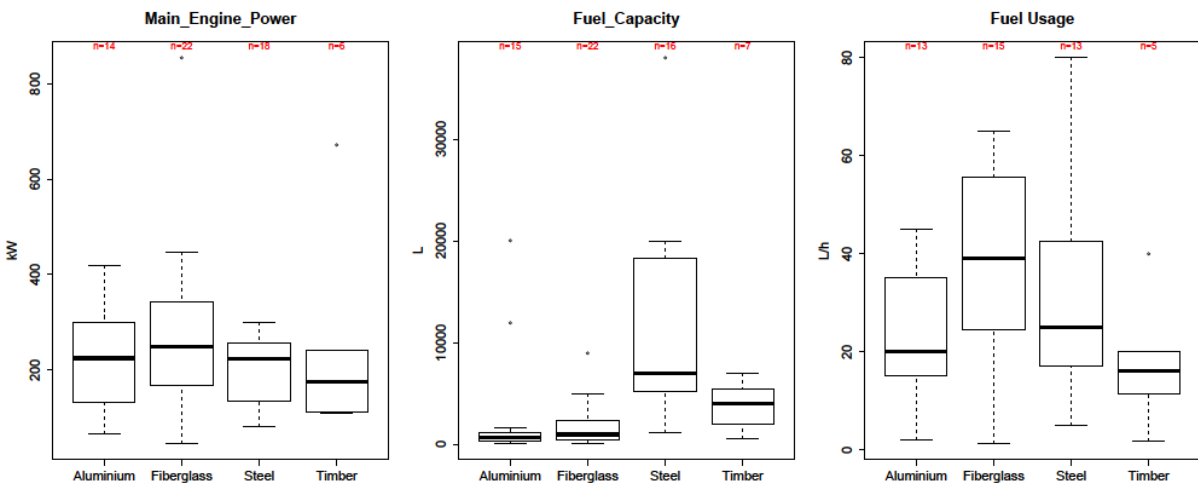 Main_Engine_Power
n=14 n=22 n=18 n=6
kW
800
600
400
200
Aluminium Fiberglass Steel Timber
Fuel_Capacity
n=15 n=22 n=16 n=7
L
30000
20000
10000
0
Aluminium Fiberglass Steel Timber
Fuel Usage
n=13 n=15 n=13 n=5
L/h
80
60
40
20
0
Aluminium Fiberglass Steel Timber